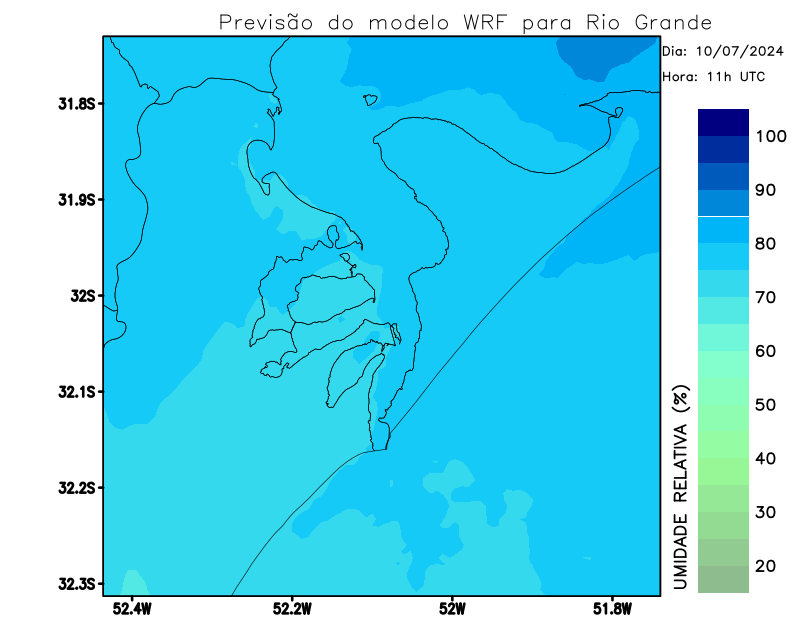 Previsão do modelo WRF para Rio Grande
Dia: 10/07/2024
Hora: 11h UTC
31.8S
31.9S
32S
32.1S
32.2S
32.3S
52.4W
52.2W
52W
51.8W
100
90
80
70
60
50
40
30
20
UMIDADE RELATIVA (%)